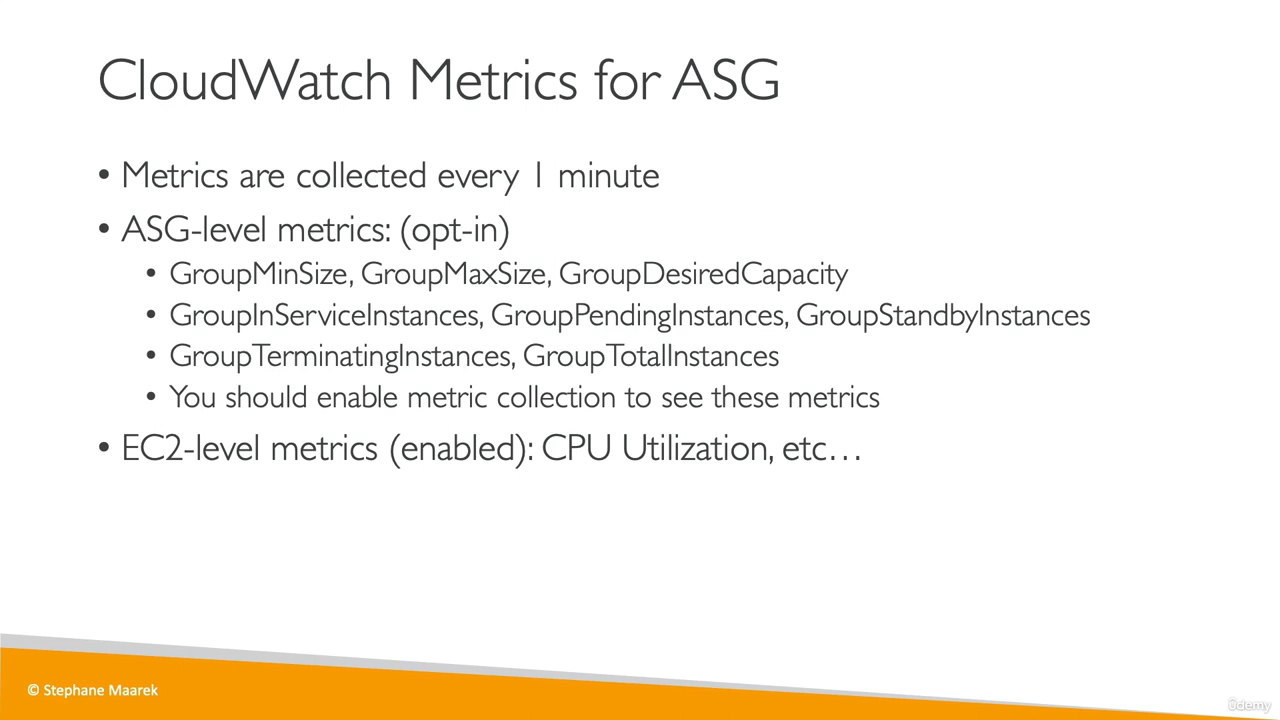 CloudWatch Metrics for ASG
• Metrics are collected every 1 minute
• ASG-level metrics: (opt-in)
• GroupMinSize, GroupMaxSize, GroupDesiredCapacity
• GroupInServiceInstances, GroupPendingInstances, GroupStandbyInstances
• GroupTerminatingInstances, GroupTotalInstances
• You should enable metric collection to see these metrics
• EC2-level metrics (enabled): CPU Utilization, etc…
© Stephane Maarek
ûdemy